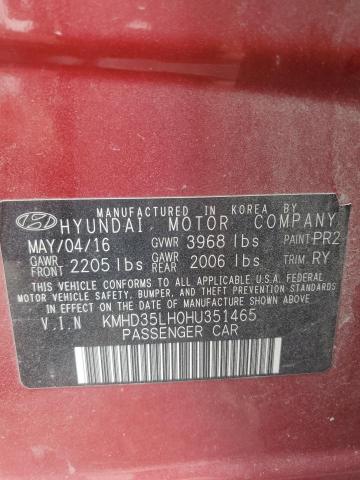 MANUFACTURED IN KOREA BY
HYUNDAI MOTOR COMPANY
MAY/04/16 GVWR 3968 lbs PAINT PR2
GAWR FRONT 2205 lbs GAWR REAR 2006 lbs TRIM RY
THIS VEHICLE CONFORMS TO ALL APPLICABLE U.S.A FEDERAL
MOTOR VEHICLE SAFETY, BUMPER, AND THEFT PREVENTION
STANDARDS IN EFFECT ON THE DATE OF MANUFACTURE SHOWN ABOVE.
V.I.N KMHD35LH0HU351465
PASSENGER CAR